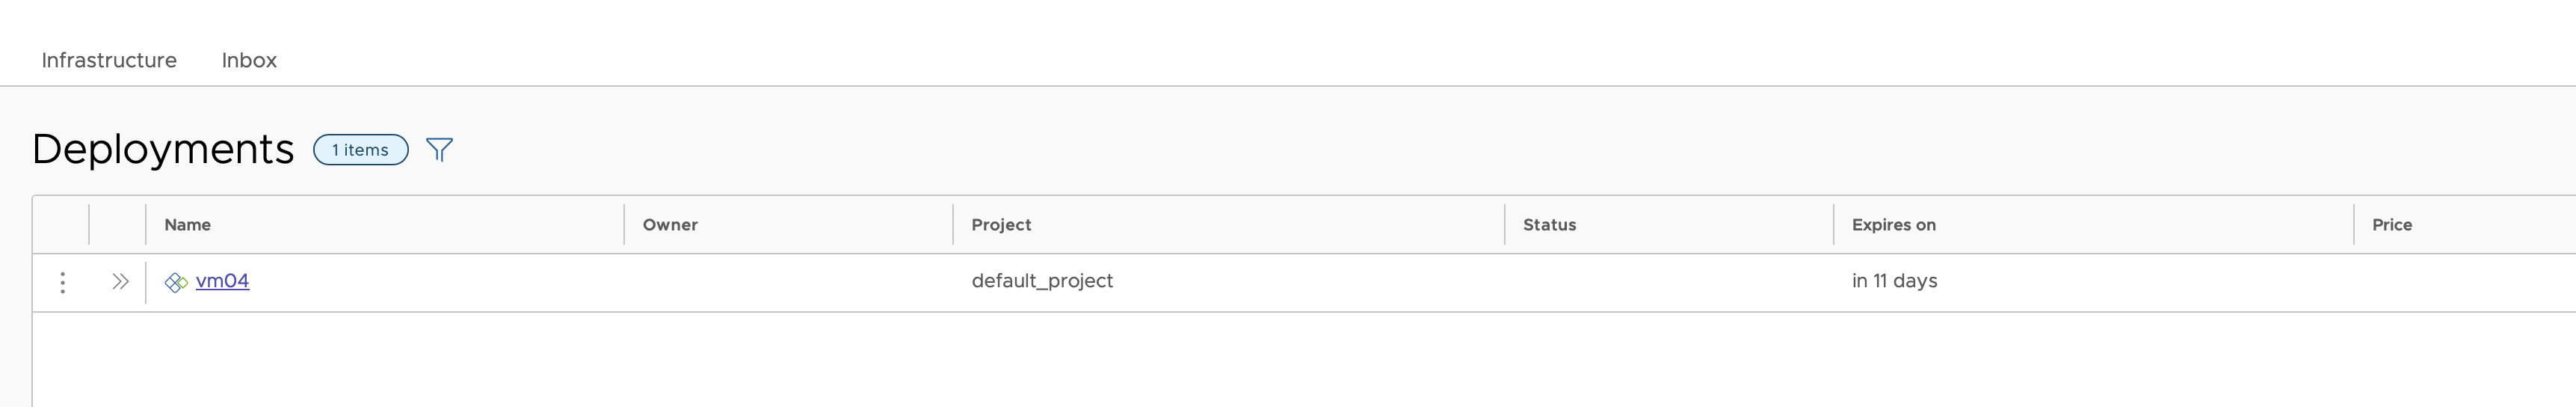 Infrastructure Inbox
Deployments 1 items
Name Owner Project Status Expires on Price
vm04 default_project in 11 days